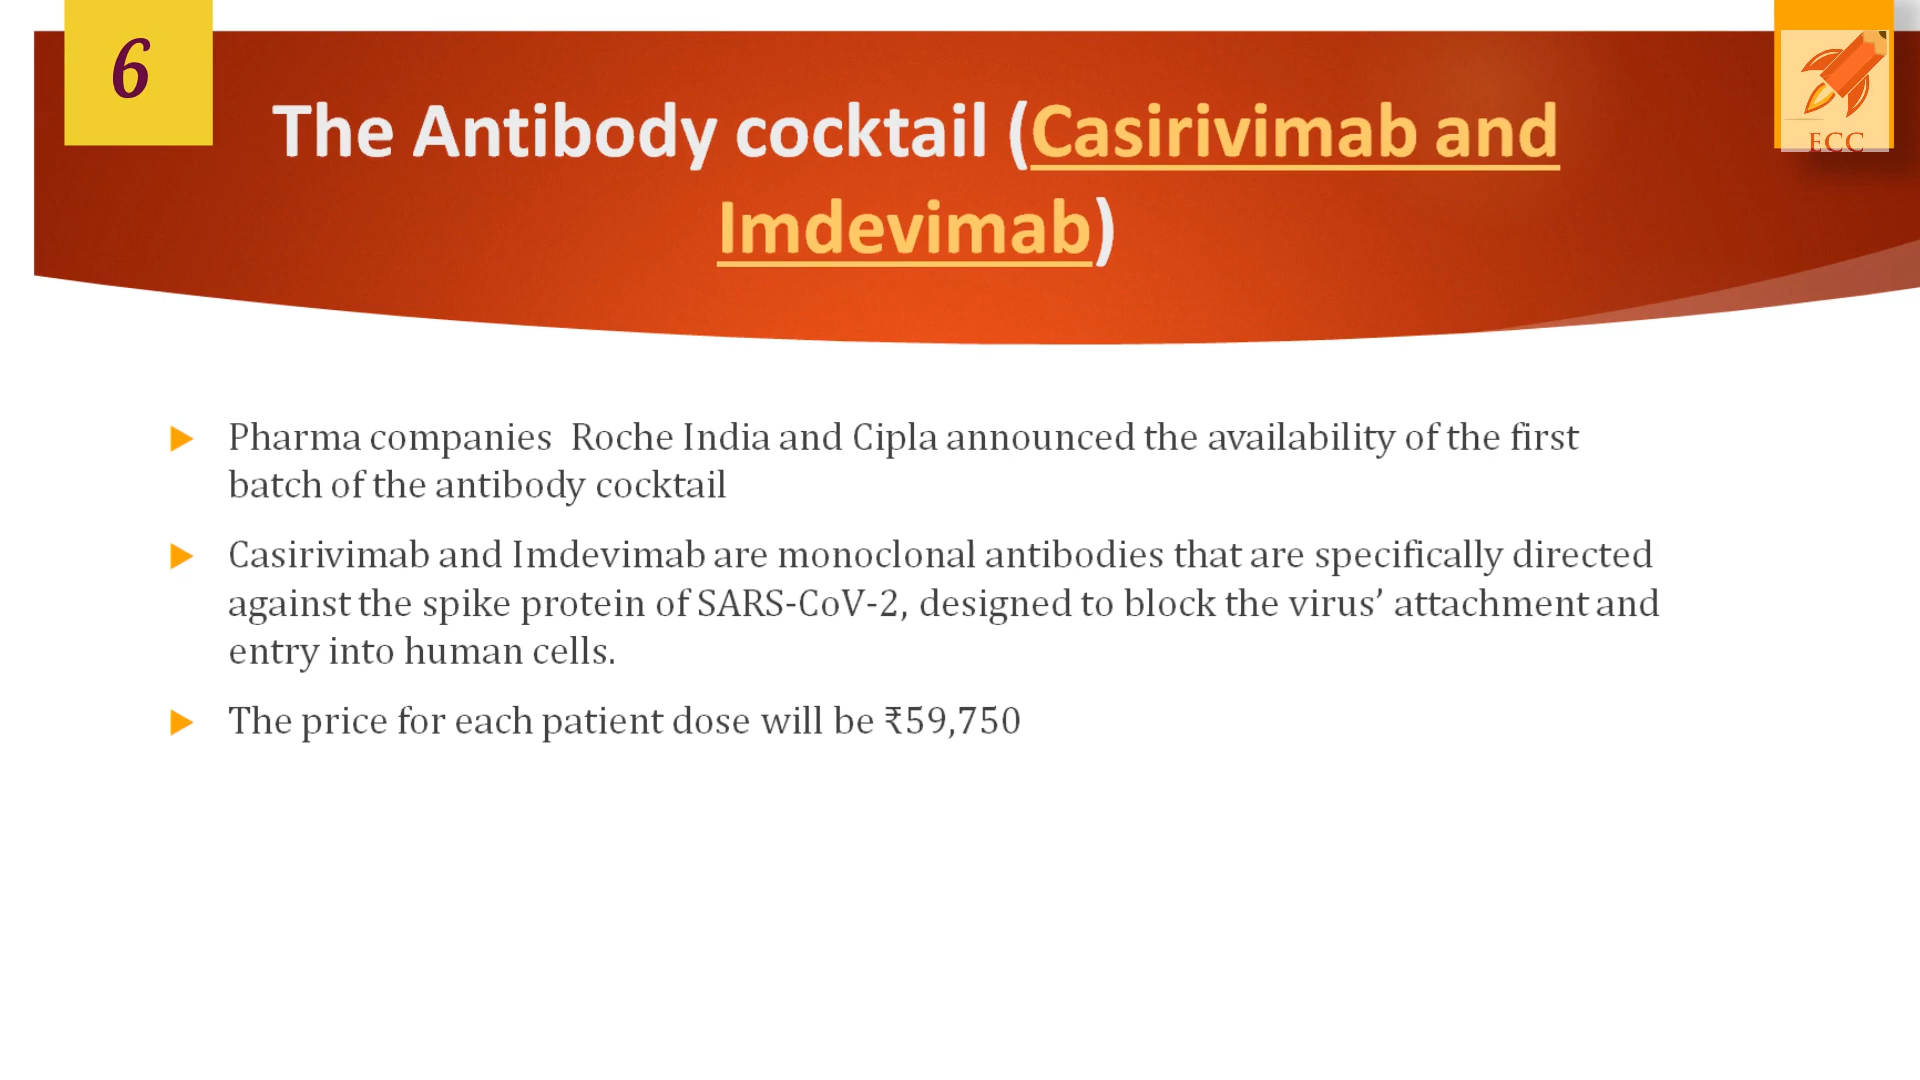 6
The Antibody cocktail (Casirivimab and
Imdevimab)
ECC
Pharma companies  Roche India and Cipla announced the availability of the first
batch of the antibody cocktail
Casirivimab and Imdevimab are monoclonal antibodies that are specifically directed
against the spike protein of SARS-CoV-2, designed to block the virus’ attachment and
entry into human cells.
The price for each patient dose will be ₹59,750